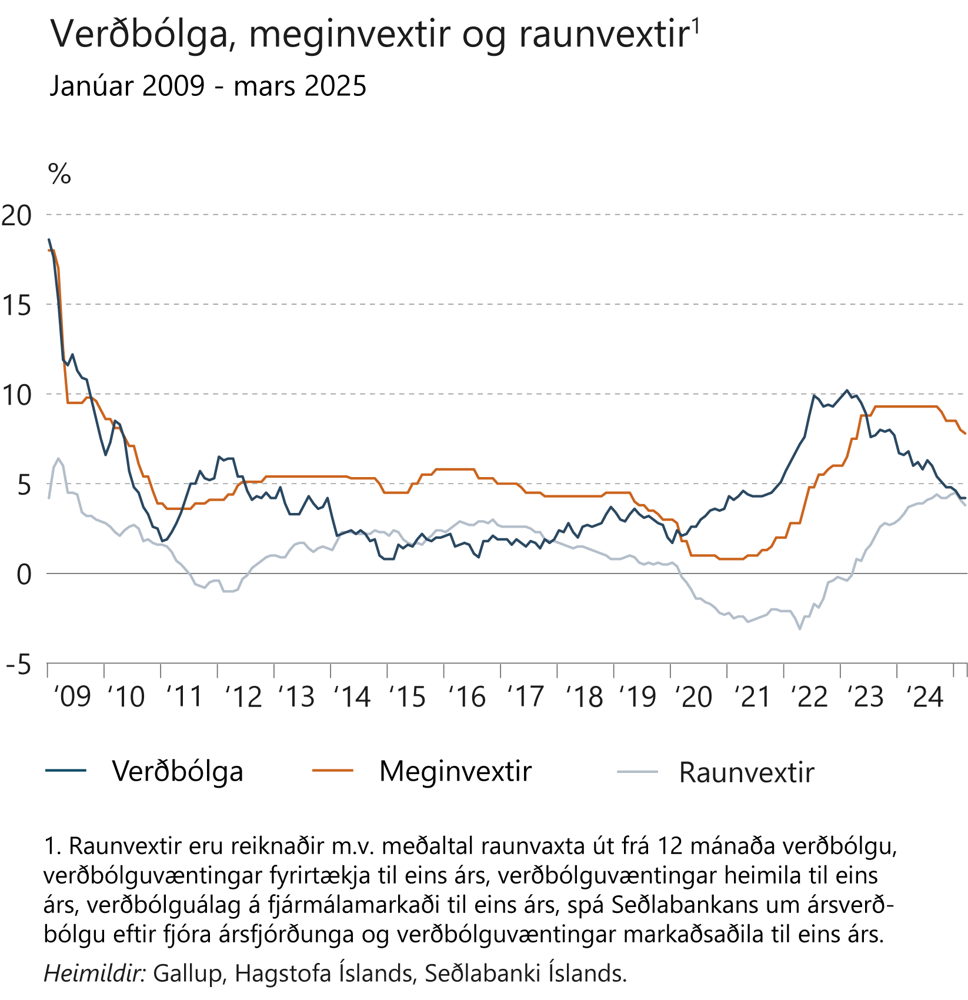 Verðbólga, meginvextir og raunvextir¹
Janúar 2009 - mars 2025
%
20
15
10
5
0
-5
‘09 ‘10 ‘11 ‘12 ‘13 ‘14 ‘15 ‘16 ‘17 ‘18 ‘19 ‘20 ‘21 ‘22 ‘23 ‘24
Verðbólga Meginvextir Raunvextir
1. Raunvextir eru reiknaðir m.v. meðaltal raunvaxta út frá 12 mánaða verðbólgu,
verðbólguvæntingar fyrirtækja til eins árs, verðbólguvæntingar heimila til eins
árs, verðbólguálag á fjármálamarkaði til eins árs, spá Seðlabankans um ársverð-
bólgu eftir fjóra ársfjórðunga og verðbólguvæntingar markaðsaðila til eins árs.
Heimildir: Gallup, Hagstofa Íslands, Seðlabanki Íslands.